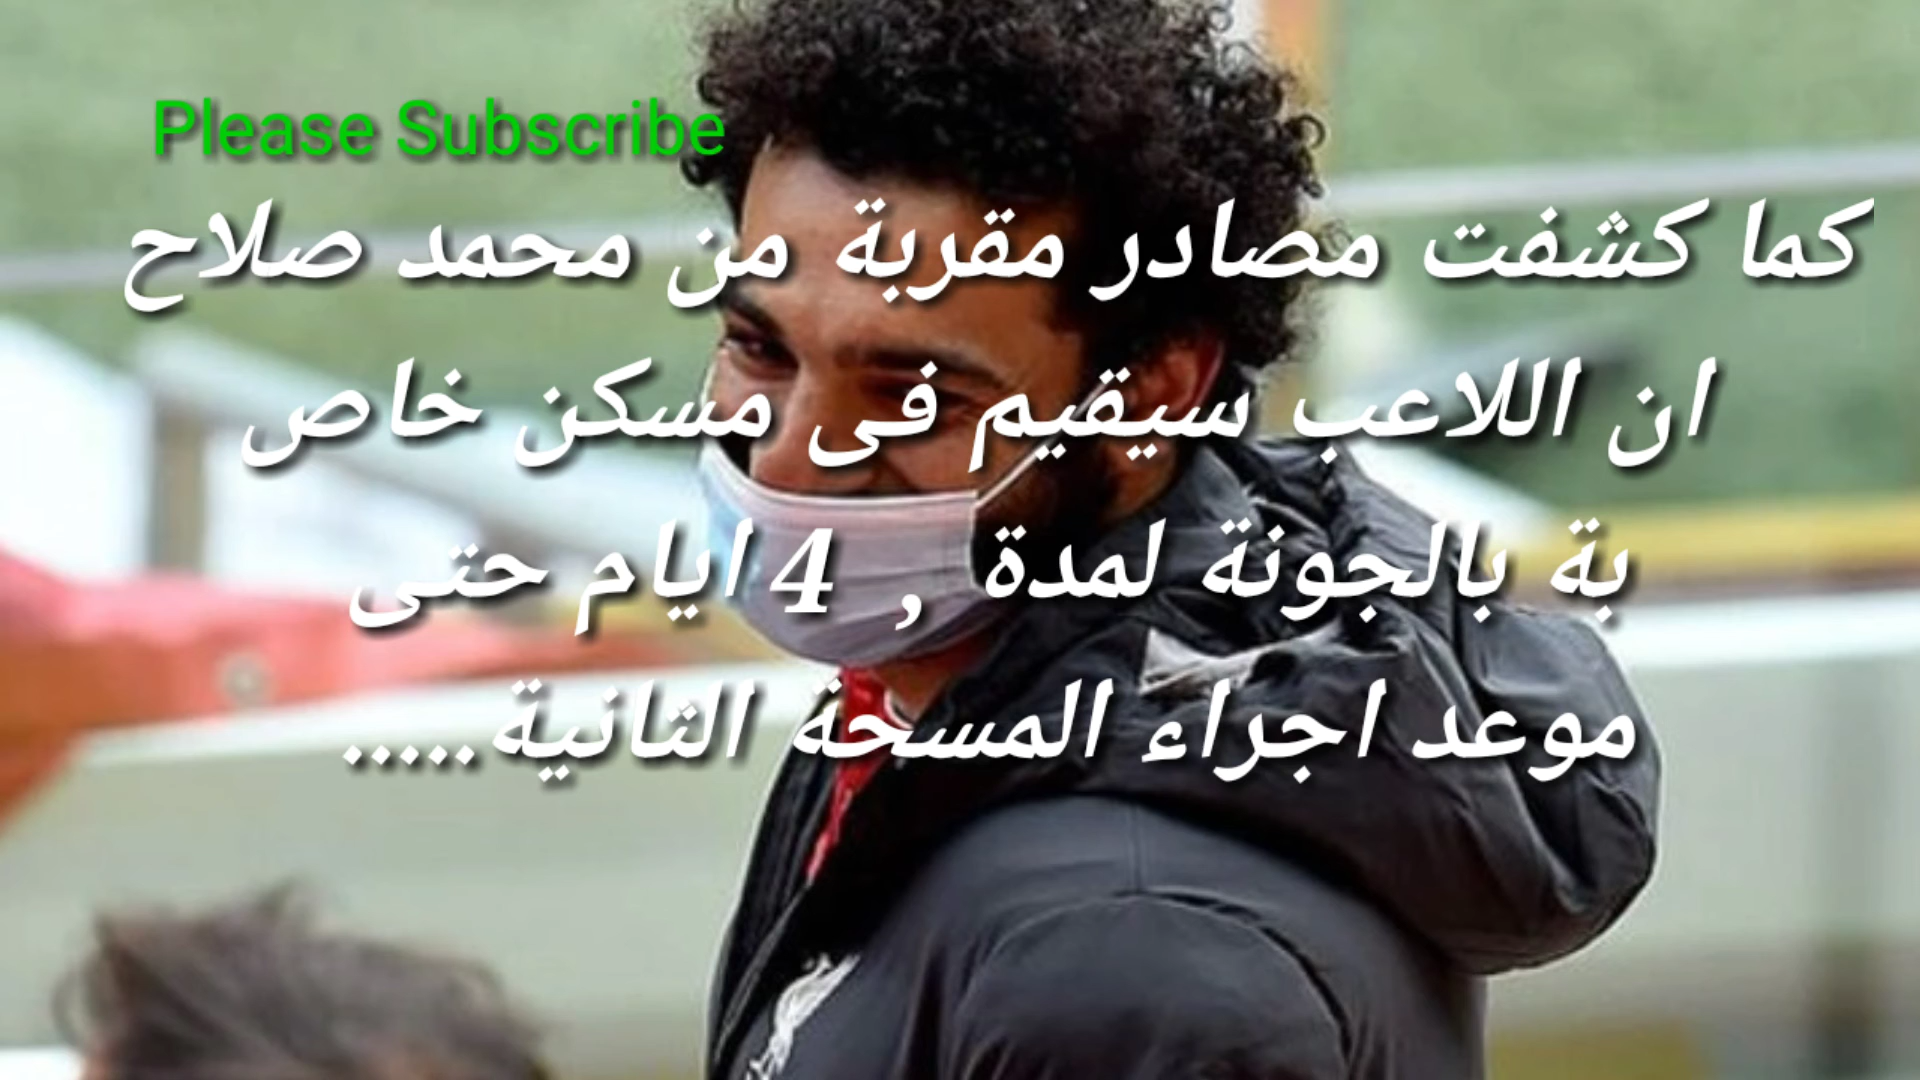 Please Subscribe
كما كشفت مصادر مقربة من محمد صلاح
ان اللاعب سيقيم فى مسكن خاص
بة بالجونة لمدة , 4 ايام حتى
موعد اجراء المسحة الثانية.....